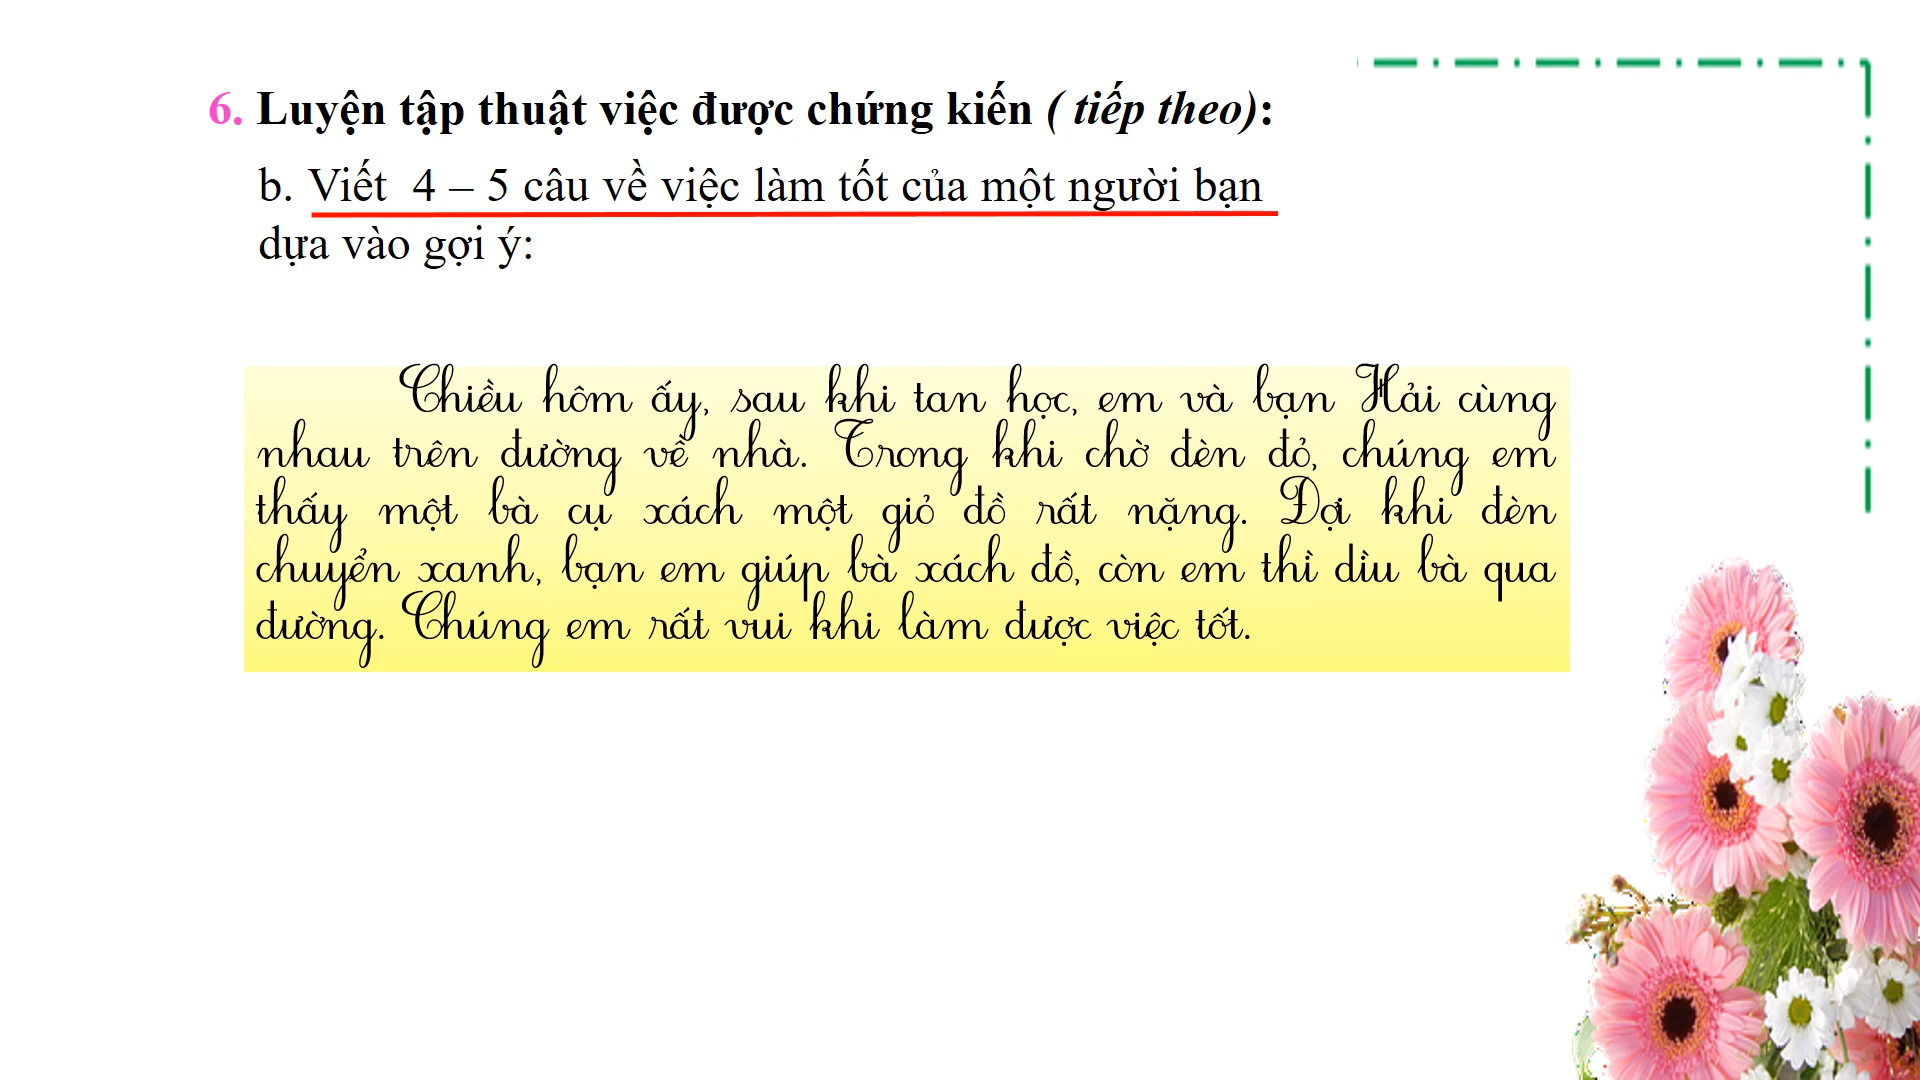 6. Luyện tập thuật việc được chứng kiến ( tiếp theo):
b. Viết 4 – 5 câu về việc làm tốt của một người bạn
dựa vào gợi ý:
Chiều hôm ấy, sau khi tan học, em và bạn Hải cùng
nhau trên đường về nhà. Trong khi chờ đèn đỏ, chúng em
thấy một bà cụ xách một giỏ đồ rất nặng. Đợi khi đèn
chuyển xanh, bạn em giúp bà xách đồ, còn em thì dìu bà qua
đường. Chúng em rất vui khi làm được việc tốt.